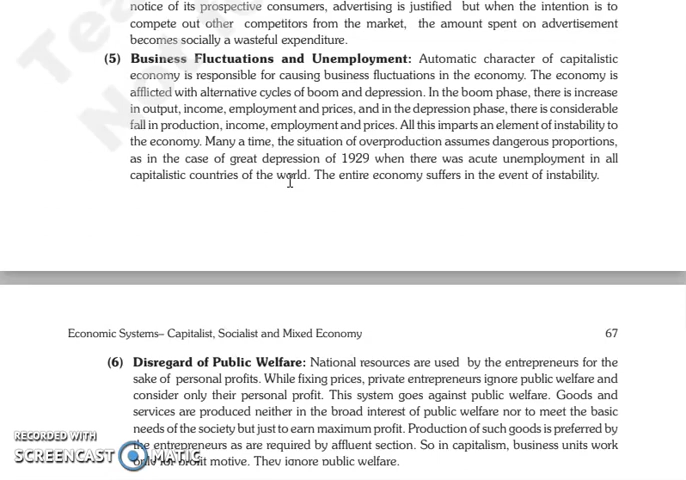 notice of its prospective consumers, advertising is justified but when the intention is to
compete out other competitors from the market, the amount spent on advertisement
becomes socially a wasteful expenditure.
(5) Business Fluctuations and Unemployment: Automatic character of capitalistic
economy is responsible for causing business fluctuations in the economy. The economy is
afflicted with alternative cycles of boom and depression. In the boom phase, there is increase
in output, income, employment and prices, and in the depression phase, there is considerable
fall in production, income, employment and prices. All this imparts an element of instability to
the economy. Many a time, the situation of overproduction assumes dangerous proportions,
as in the case of great depression of 1929 when there was acute unemployment in all
capitalistic countries of the world. The entire economy suffers in the event of instability.
Economic Systems– Capitalist, Socialist and Mixed Economy 67
(6) Disregard of Public Welfare: National resources are used by the entrepreneurs for the
sake of personal profits. While fixing prices, private entrepreneurs ignore public welfare and
consider only their personal profit. This system goes against public welfare. Goods and
services are produced neither in the broad interest of public welfare nor to meet the basic
needs of the society but just to earn maximum profit. Production of such goods is preferred by
the entrepreneurs as are required by affluent section. So in capitalism, business units work
only for profit motive. They ignore public welfare.
RECORDED WITH
SCREENCAST MATIC